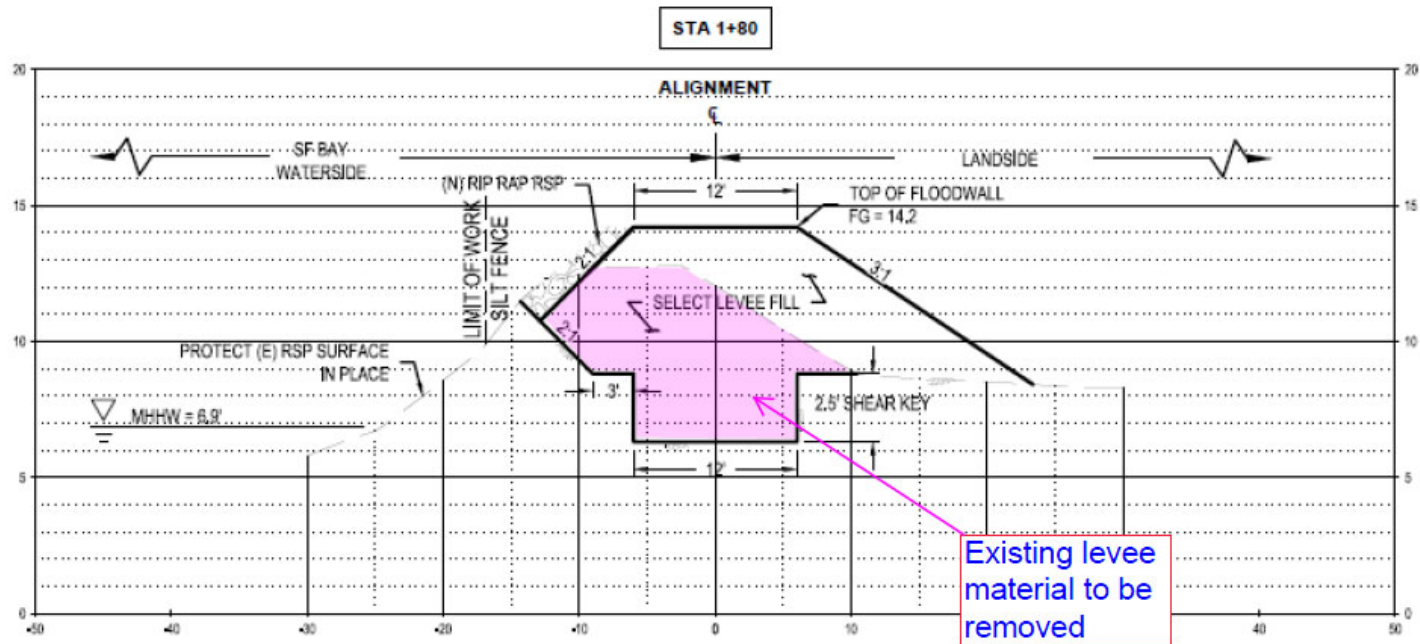 STA 1+80
20
20
ALIGNMENT
℄
SF BAY
WATERSIDE
LANDSIDE
(N) RIP RAP RSP
12'
TOP OF FLOODWALL
FG = 14.2
15
15
LIMIT OF WORK
SILT FENCE
2:1
3:1
SELECT LEVEE FILL
2:1
10
10
PROTECT (E) RSP SURFACE
IN PLACE
3'
2.5' SHEAR KEY
MHHW = 6.9'
12'
5
5
Existing levee
material to be
removed
0
0
-50
-40
-30
-20
-10
0
10
40
50